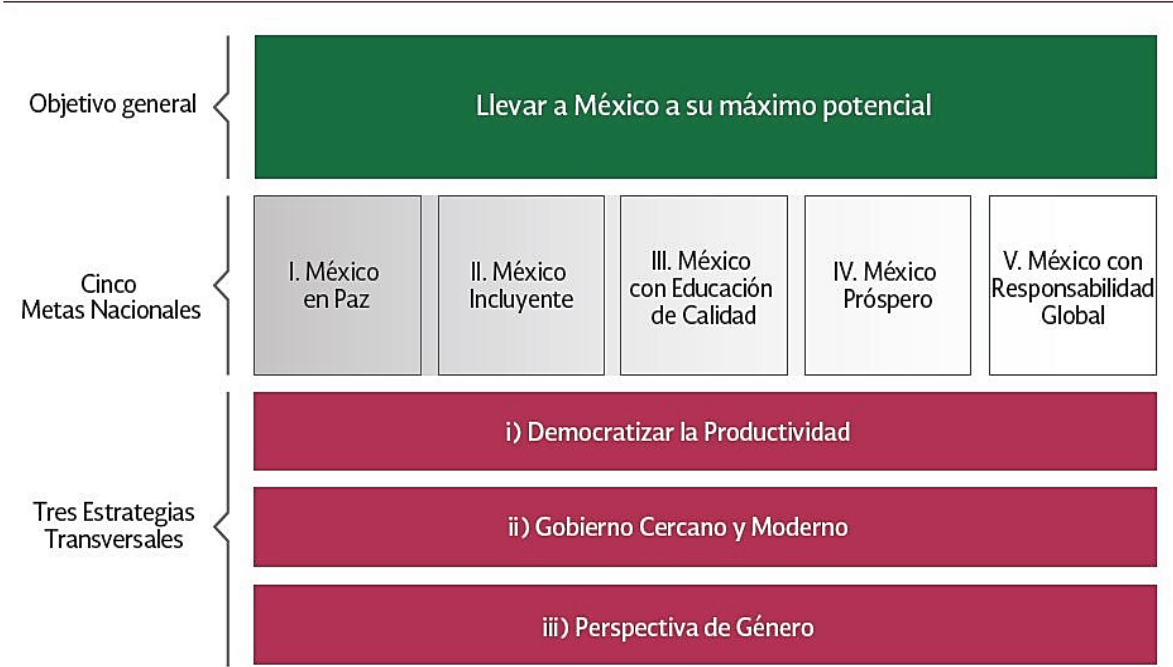 Objetivo general
Llevar a México a su máximo potencial
Cinco
Metas Nacionales
I. México
en Paz
II. México
Incluyente
III. México
con Educación
de Calidad
IV. México
Próspero
V. México con
Responsabilidad
Global
Tres Estrategias
Transversales
i) Democratizar la Productividad
ii) Gobierno Cercano y Moderno
iii) Perspectiva de Género